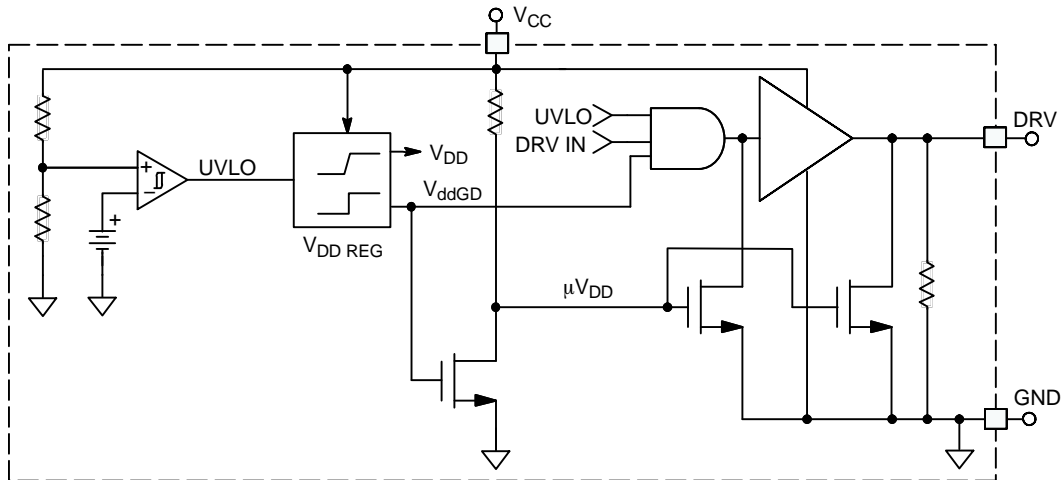 VCC
UVLO
DRV IN
DRV
+
−
UVLO
VDD
VddGD
+
VDD REG
μVDD
GND